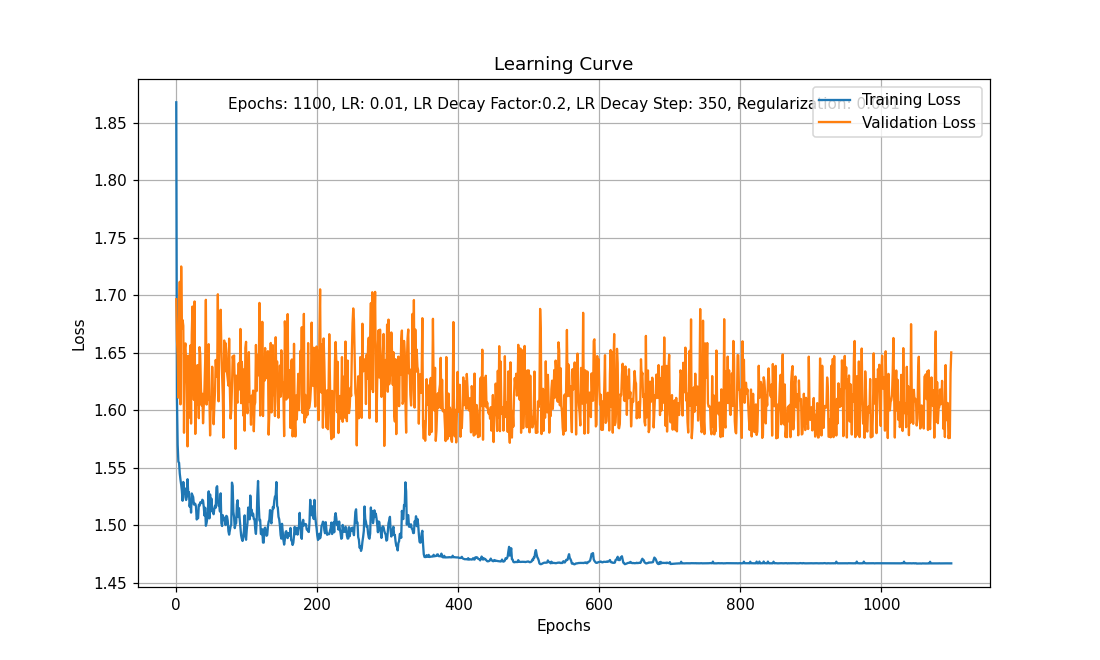 Learning Curve
Epochs: 1100, LR: 0.01, LR Decay Factor:0.2, LR Decay Step: 350, Regularization: 0.001
Training Loss
Validation Loss
1.85
1.80
1.75
1.70
1.65
1.60
1.55
1.50
1.45
Loss
0 200 400 600 800 1000
Epochs